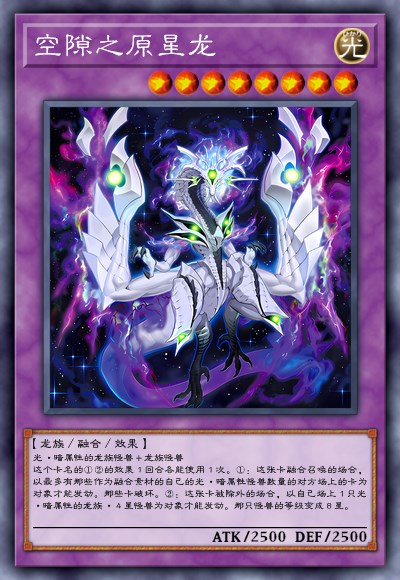 空隙之原星龙
ひかり
光
【龙族/融合/效果】
光·暗属性的龙族怪兽+龙族怪兽
这个卡名的①②的效果1回合各能使用1次。①:这张卡融合召唤的场合,
以最多有那些作为融合素材的自己的光·暗属性怪兽数量的对方场上的卡为
对象才能发动。那些卡破坏。②:这张卡被除外的场合,以自己场上1只光
·暗属性的龙族·4星怪兽为对象才能发动。那只怪兽的等级变成8星。
ATK/2500 DEF/2500